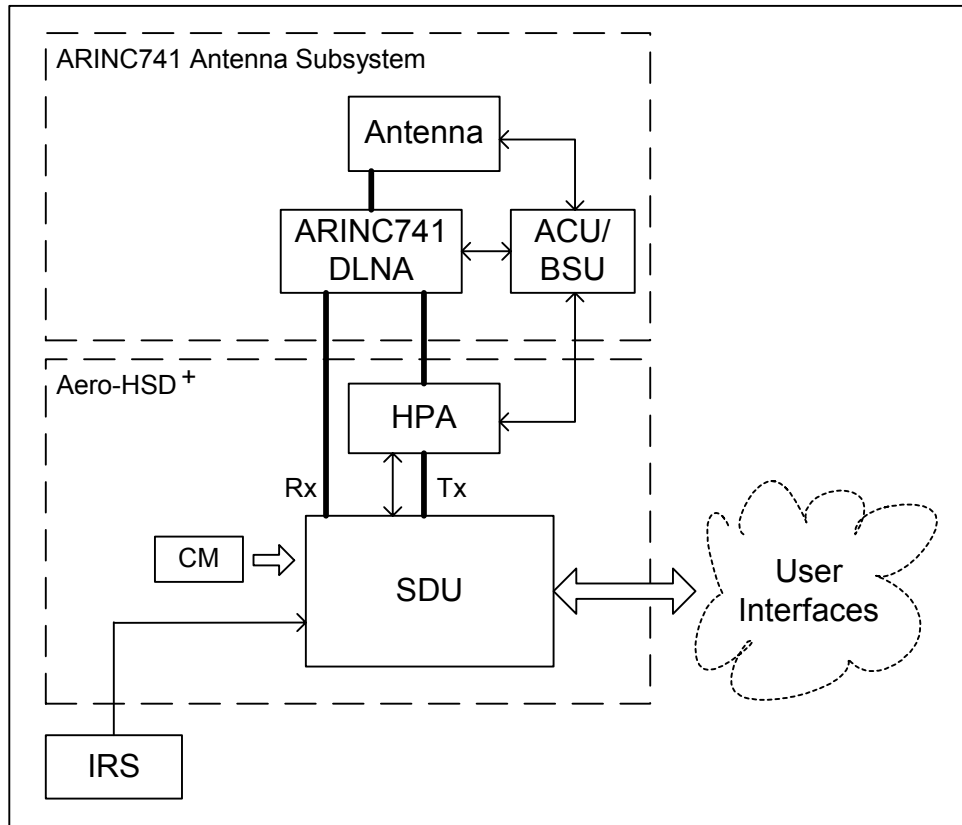 ARINC741 Antenna Subsystem
Antenna
ARINC741
DLNA
ACU/
BSU
Aero-HSD+
HPA
Rx
Tx
CM
SDU
User
Interfaces
IRS